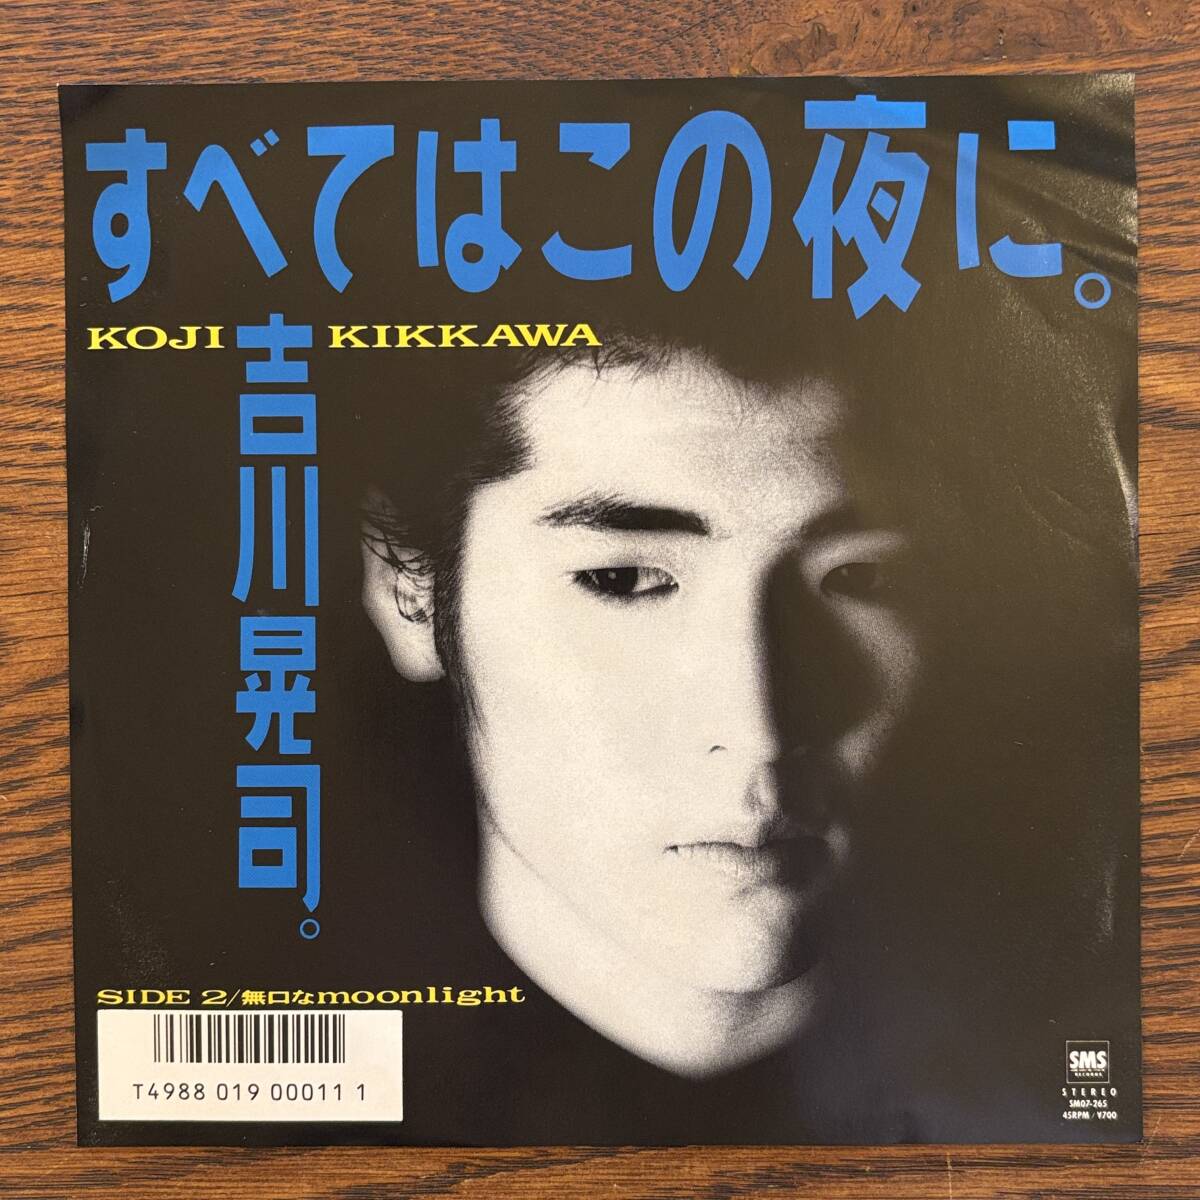 すべてはこの夜に。
KOJI KIKKAWA
吉川晃司。
SIDE 2/無口なmoonlight
T4988 019 00011 1
SMS
RECORDS
STEREO
SM07-265
45RPM / ¥700